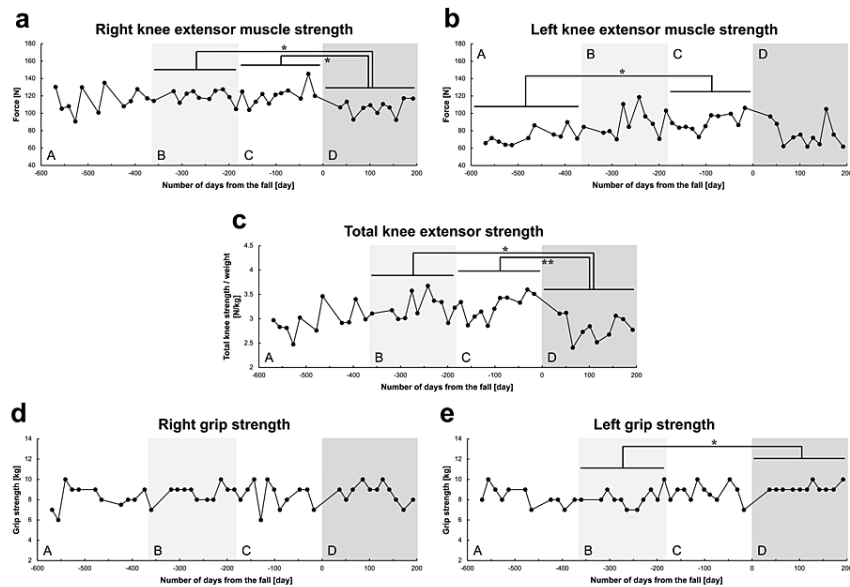 a
Right knee extensor muscle strength
160
140
120
100
80
60
40
Force [N]
*
*
A
B
C
D
-600 -500 -400 -300 -200 -100 0 100 200
Number of days from the fall [day]
b
Left knee extensor muscle strength
160
140
120
100
80
60
40
Force [N]
A
B
C
D
*
-600 -500 -400 -300 -200 -100 0 100 200
Number of days from the fall [day]
c
Total knee extensor strength
4.5
4
3.5
3
2.5
2
Total knee strength / weight
[N/kg]
*
**
A
B
C
D
-600 -500 -400 -300 -200 -100 0 100 200
Number of days from the fall [day]
d
Right grip strength
14
12
10
8
6
4
2
Grip strength [kg]
A
B
C
D
-600 -500 -400 -300 -200 -100 0 100 200
Number of days from the fall [day]
e
Left grip strength
14
12
10
8
6
4
2
Grip strength [kg]
*
A
B
C
D
-600 -500 -400 -300 -200 -100 0 100 200
Number of days from the fall [day]